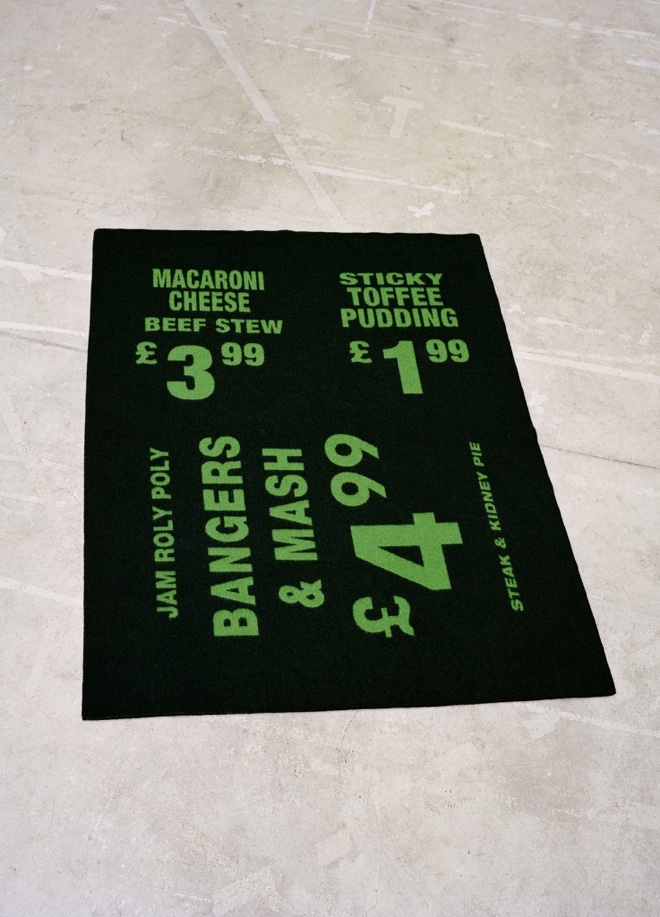 MACARONI
CHEESE
BEEF STEW
£3 99
STICKY
TOFFEE
PUDDING
£1 99
JAM ROLY POLY
BANGERS
& MASH
£4 99
STEAK & KIDNEY PIE